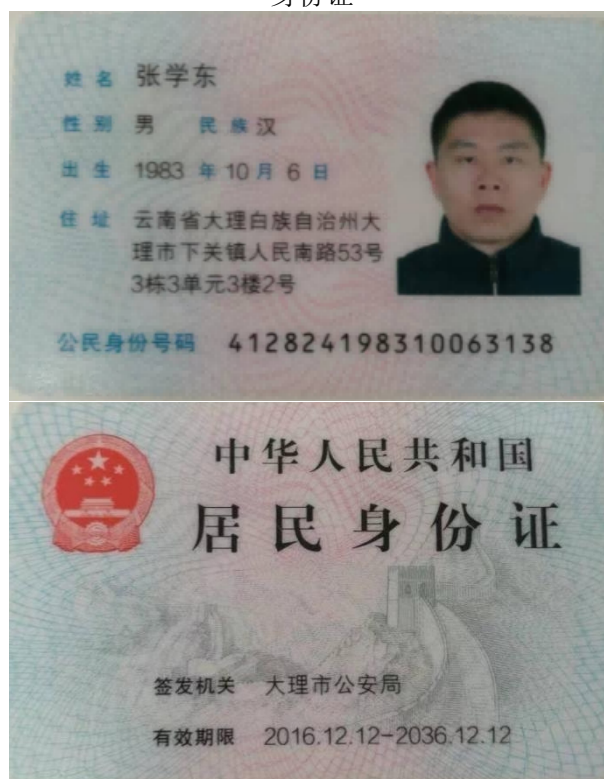 身份证
姓名 张学东
性别 男 民族 汉
出生 1983 年 10 月 6 日
住址 云南省大理白族自治州大
理市下关镇人民南路53号
3栋3单元3楼2号
公民身份号码 412824198310063138
中华人民共和国
居民身份证
签发机关 大理市公安局
有效期限 2016.12.12-2036.12.12